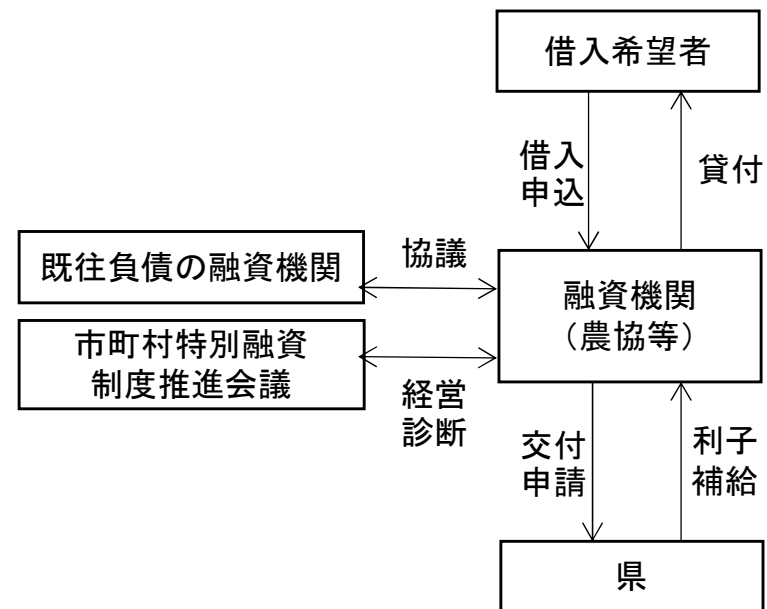 借入希望者
借入
申込
貸付
既往負債の融資機関
協議
融資機関
（農協等）
市町村特別融資
制度推進会議
経営
診断
交付
申請
利子
補給
県